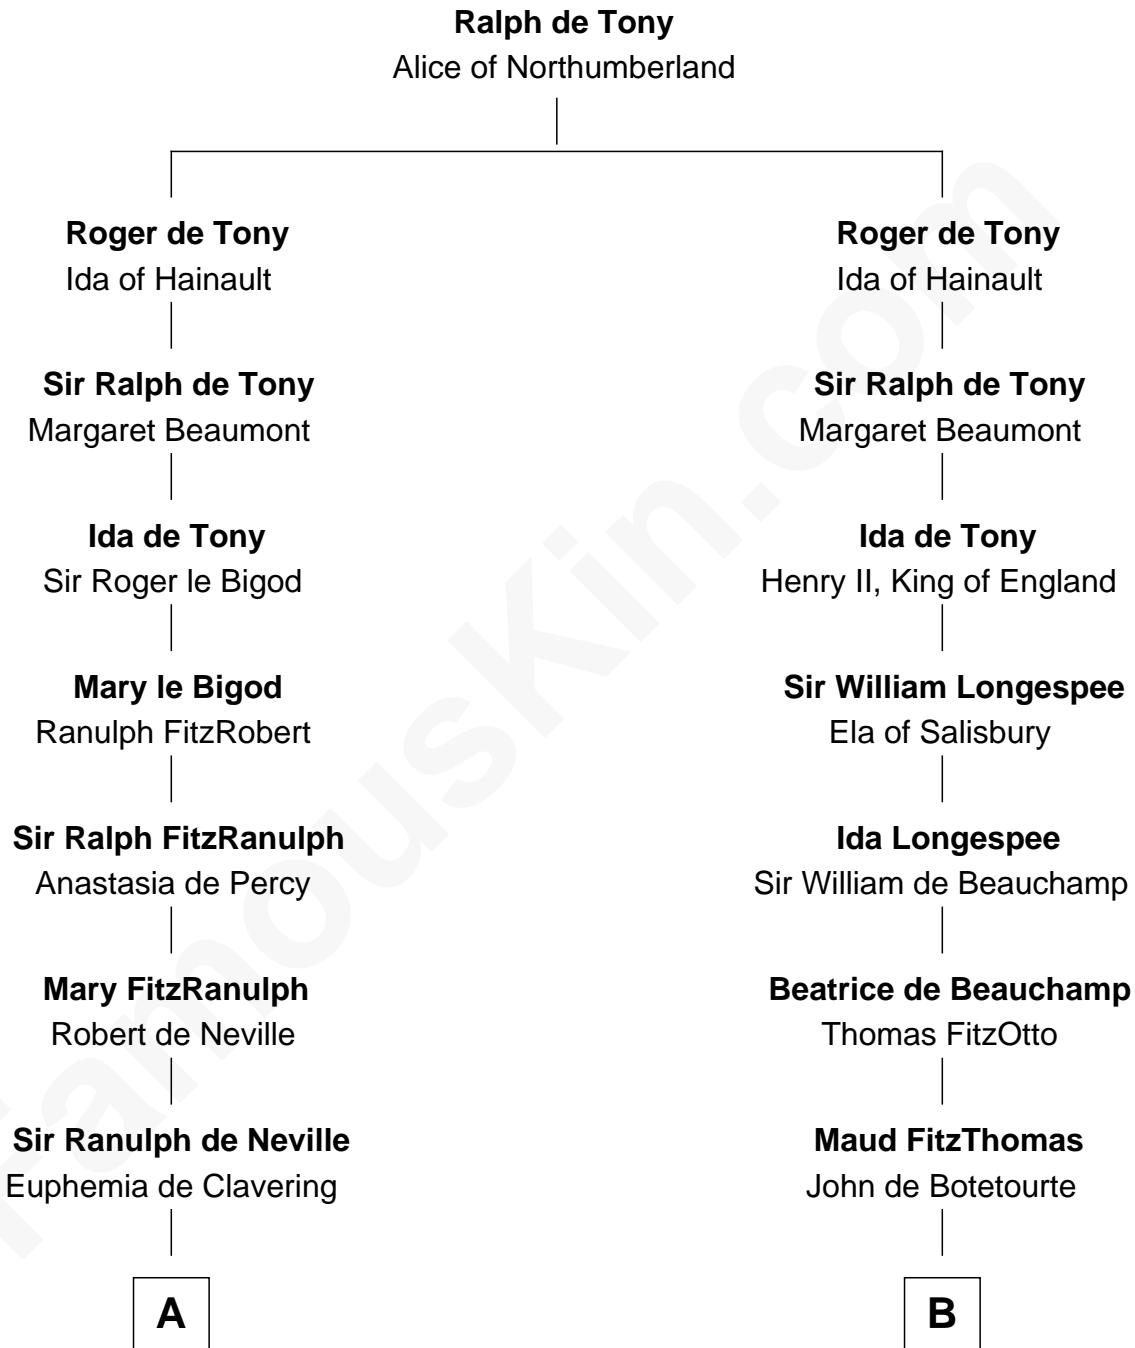 Ralph de Tony
Alice of Northumberland
Roger de Tony
Ida of Hainault
Roger de Tony
Ida of Hainault
Sir Ralph de Tony
Margaret Beaumont
Sir Ralph de Tony
Margaret Beaumont
Ida de Tony
Sir Roger le Bigod
Ida de Tony
Henry II, King of England
Mary le Bigod
Ranulph FitzRobert
Sir William Longespee
Ela of Salisbury
Sir Ralph FitzRanulph
Anastasia de Percy
Ida Longespee
Sir William de Beauchamp
Mary FitzRanulph
Robert de Neville
Beatrice de Beauchamp
Thomas FitzOtto
Sir Ranulph de Neville
Euphemia de Clavering
Maud FitzThomas
John de Botetourte
A
B
FamousKin.com